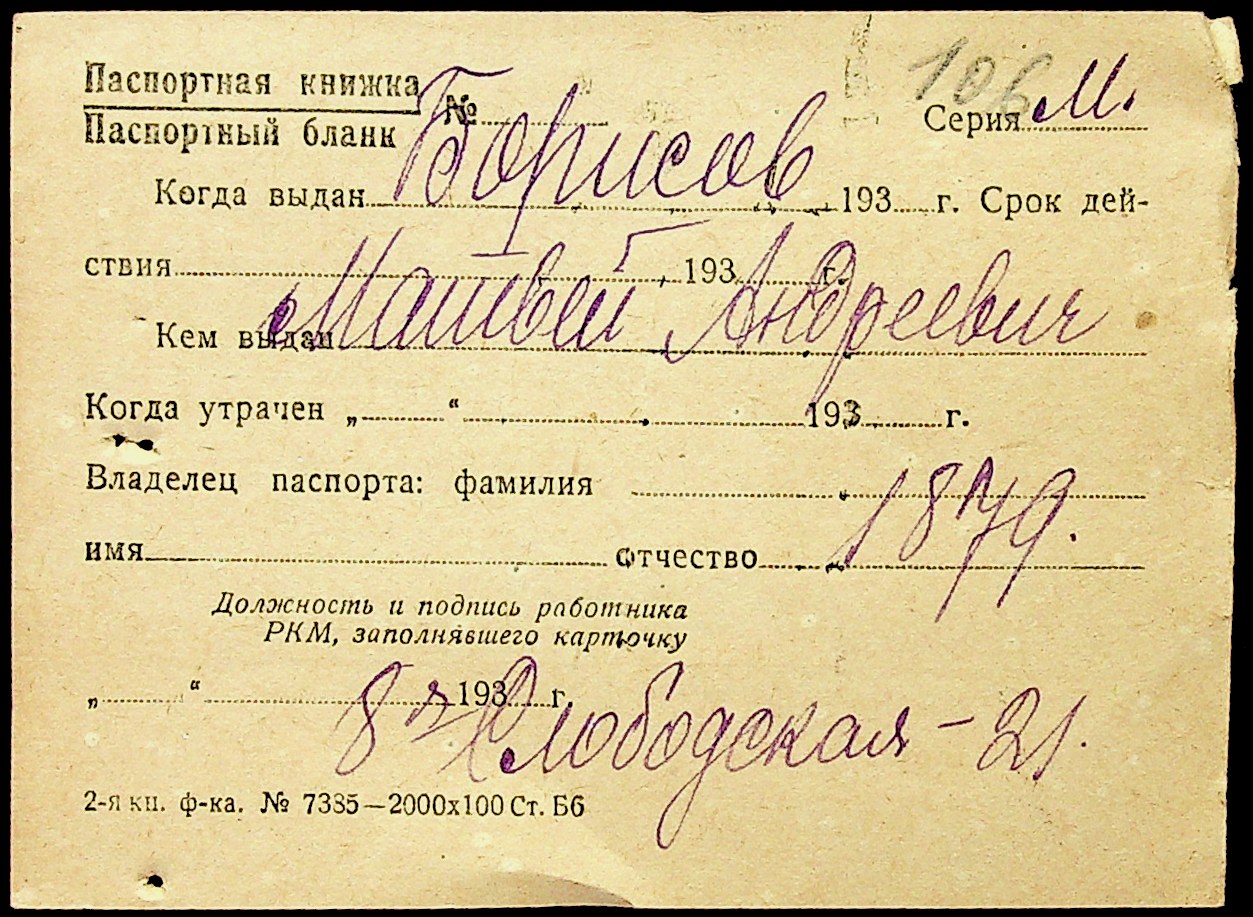 Паспортная книжка
Паспортный бланк № Серия М.
106
Борисов
Когда выдан 193 г. Срок дей-
ствия 193 г.
Матвей Андреевич
Кем выдан
Когда утрачен „ “ 193 г.
Владелец паспорта: фамилия
1879.
имя отчество
Должность и подпись работника
РКМ, заполнявшего карточку
„ “ 193 г.
8я Слободская – 21.
2-я кн. ф-ка. № 7385—2000х100 Ст. Бб